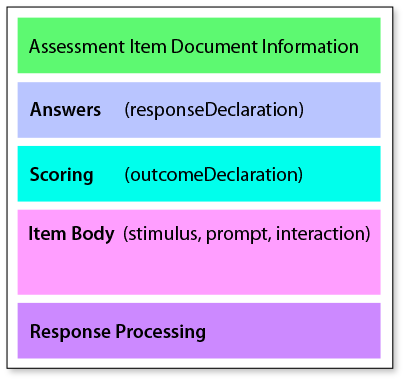 Assessment Item Document Information
Answers (responseDeclaration)
Scoring (outcomeDeclaration)
Item Body (stimulus, prompt, interaction)
Response Processing